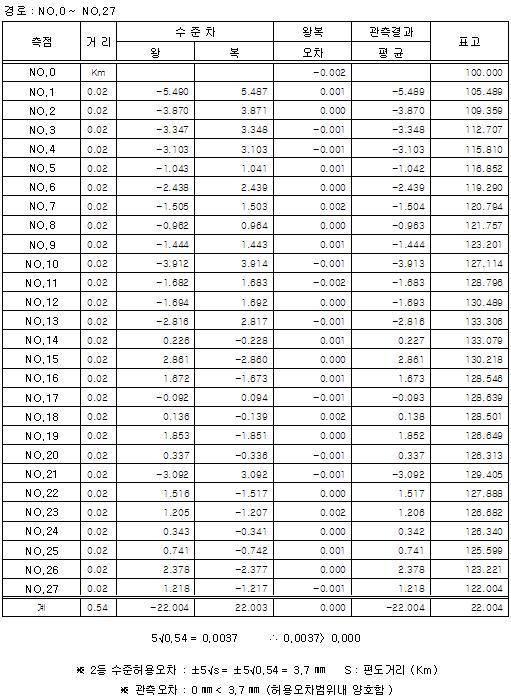 경로 : NO.0 ~ NO.27
측점 거 리 수 준 차 왕복 관측결과 표고
왕 복 오차 평 균
NO.0 Km -0.002 100.000
NO.1 0.02 -5.490 5.487 0.001 -5.489 105.489
NO.2 0.02 -3.870 3.871 0.000 -3.870 109.359
NO.3 0.02 -3.347 3.348 -0.001 -3.348 112.707
NO.4 0.02 -3.103 3.103 -0.001 -3.103 115.810
NO.5 0.02 -1.043 1.041 0.001 -1.042 116.852
NO.6 0.02 -2.438 2.439 0.000 -2.439 119.290
NO.7 0.02 -1.505 1.503 0.002 -1.504 120.794
NO.8 0.02 -0.962 0.964 0.000 -0.963 121.757
NO.9 0.02 -1.444 1.443 0.001 -1.444 123.201
NO.10 0.02 -3.912 3.914 -0.001 -3.913 127.114
NO.11 0.02 -1.682 1.683 -0.002 -1.683 128.796
NO.12 0.02 -1.694 1.692 0.000 -1.693 130.489
NO.13 0.02 -2.816 2.817 -0.001 -2.816 133.306
NO.14 0.02 0.226 -0.228 0.001 0.227 133.079
NO.15 0.02 2.861 -2.860 0.000 2.861 130.218
NO.16 0.02 1.672 -1.673 0.001 1.673 128.546
NO.17 0.02 -0.092 0.094 -0.001 -0.093 128.639
NO.18 0.02 0.136 -0.139 0.002 0.138 128.501
NO.19 0.02 1.853 -1.851 0.000 1.852 126.649
NO.20 0.02 0.337 -0.336 -0.001 0.337 126.313
NO.21 0.02 -3.092 3.092 -0.001 -3.092 129.405
NO.22 0.02 1.516 -1.517 0.000 1.517 127.888
NO.23 0.02 1.205 -1.207 0.002 1.206 126.682
NO.24 0.02 0.343 -0.341 0.000 0.342 126.340
NO.25 0.02 0.741 -0.742 0.001 0.741 125.599
NO.26 0.02 2.378 -2.377 0.000 2.378 123.221
NO.27 0.02 1.218 -1.217 -0.001 1.218 122.004
계 0.54 -22.004 22.003 0.000 -22.004 22.004
5√0.54 = 0.0037 ∴ 0.0037> 0.000
※ 2등 수준허용오차 : ±5√s = ±5√0.54 = 3.7 ㎜ S : 편도거리 (Km)
※ 관측오차 : 0 ㎜ < 3.7 ㎜ (허용오차범위내 양호함)